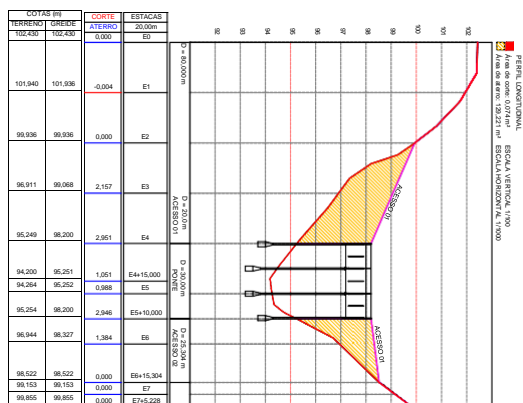 COTAS (m) CORTE ESTACAS
TERRENO GREIDE ATERRO 20,00m
102,430 102,430 0,000 E0
101,940 101,936 -0,004 E1
99,936 99,936 0,000 E2
96,911 99,068 2,157 E3
95,249 98,200 2,951 E4
94,200 95,251 1,051 E4+15,000
94,264 95,252 0,988 E5
95,254 98,200 2,946 E5+10,000
96,944 98,327 1,384 E6
98,522 98,522 0,000 E6+15,304
99,153 99,153 0,000 E7
99,855 99,855 0,000 E7+5,228
D = 80,000m
D = 20,0m
ACESSO 01
D = 30,00m
PONTE
D = 25,304m
ACESSO 02
92 93 94 95 96 97 98 99 100 101 102
ACESSO 01
ACESSO 01
PERFIL LONGITUDINAL
Área de corte: 0,074m² ESCALA VERTICAL 1/100
Área de aterro: 129,221 m² ESCALA HORIZONTAL 1/1000